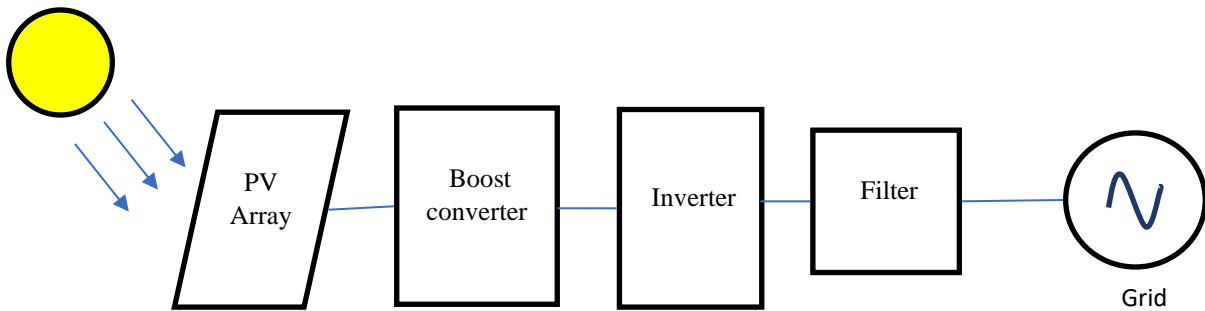 PV
Array
Boost
converter
Inverter
Filter
Grid